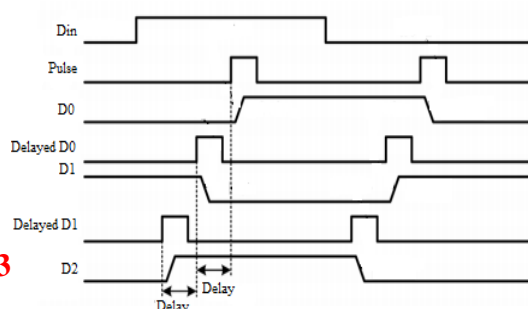 Din
Pulse
D0
Delayed D0
D1
Delayed D1
3
D2
Delay
Delay